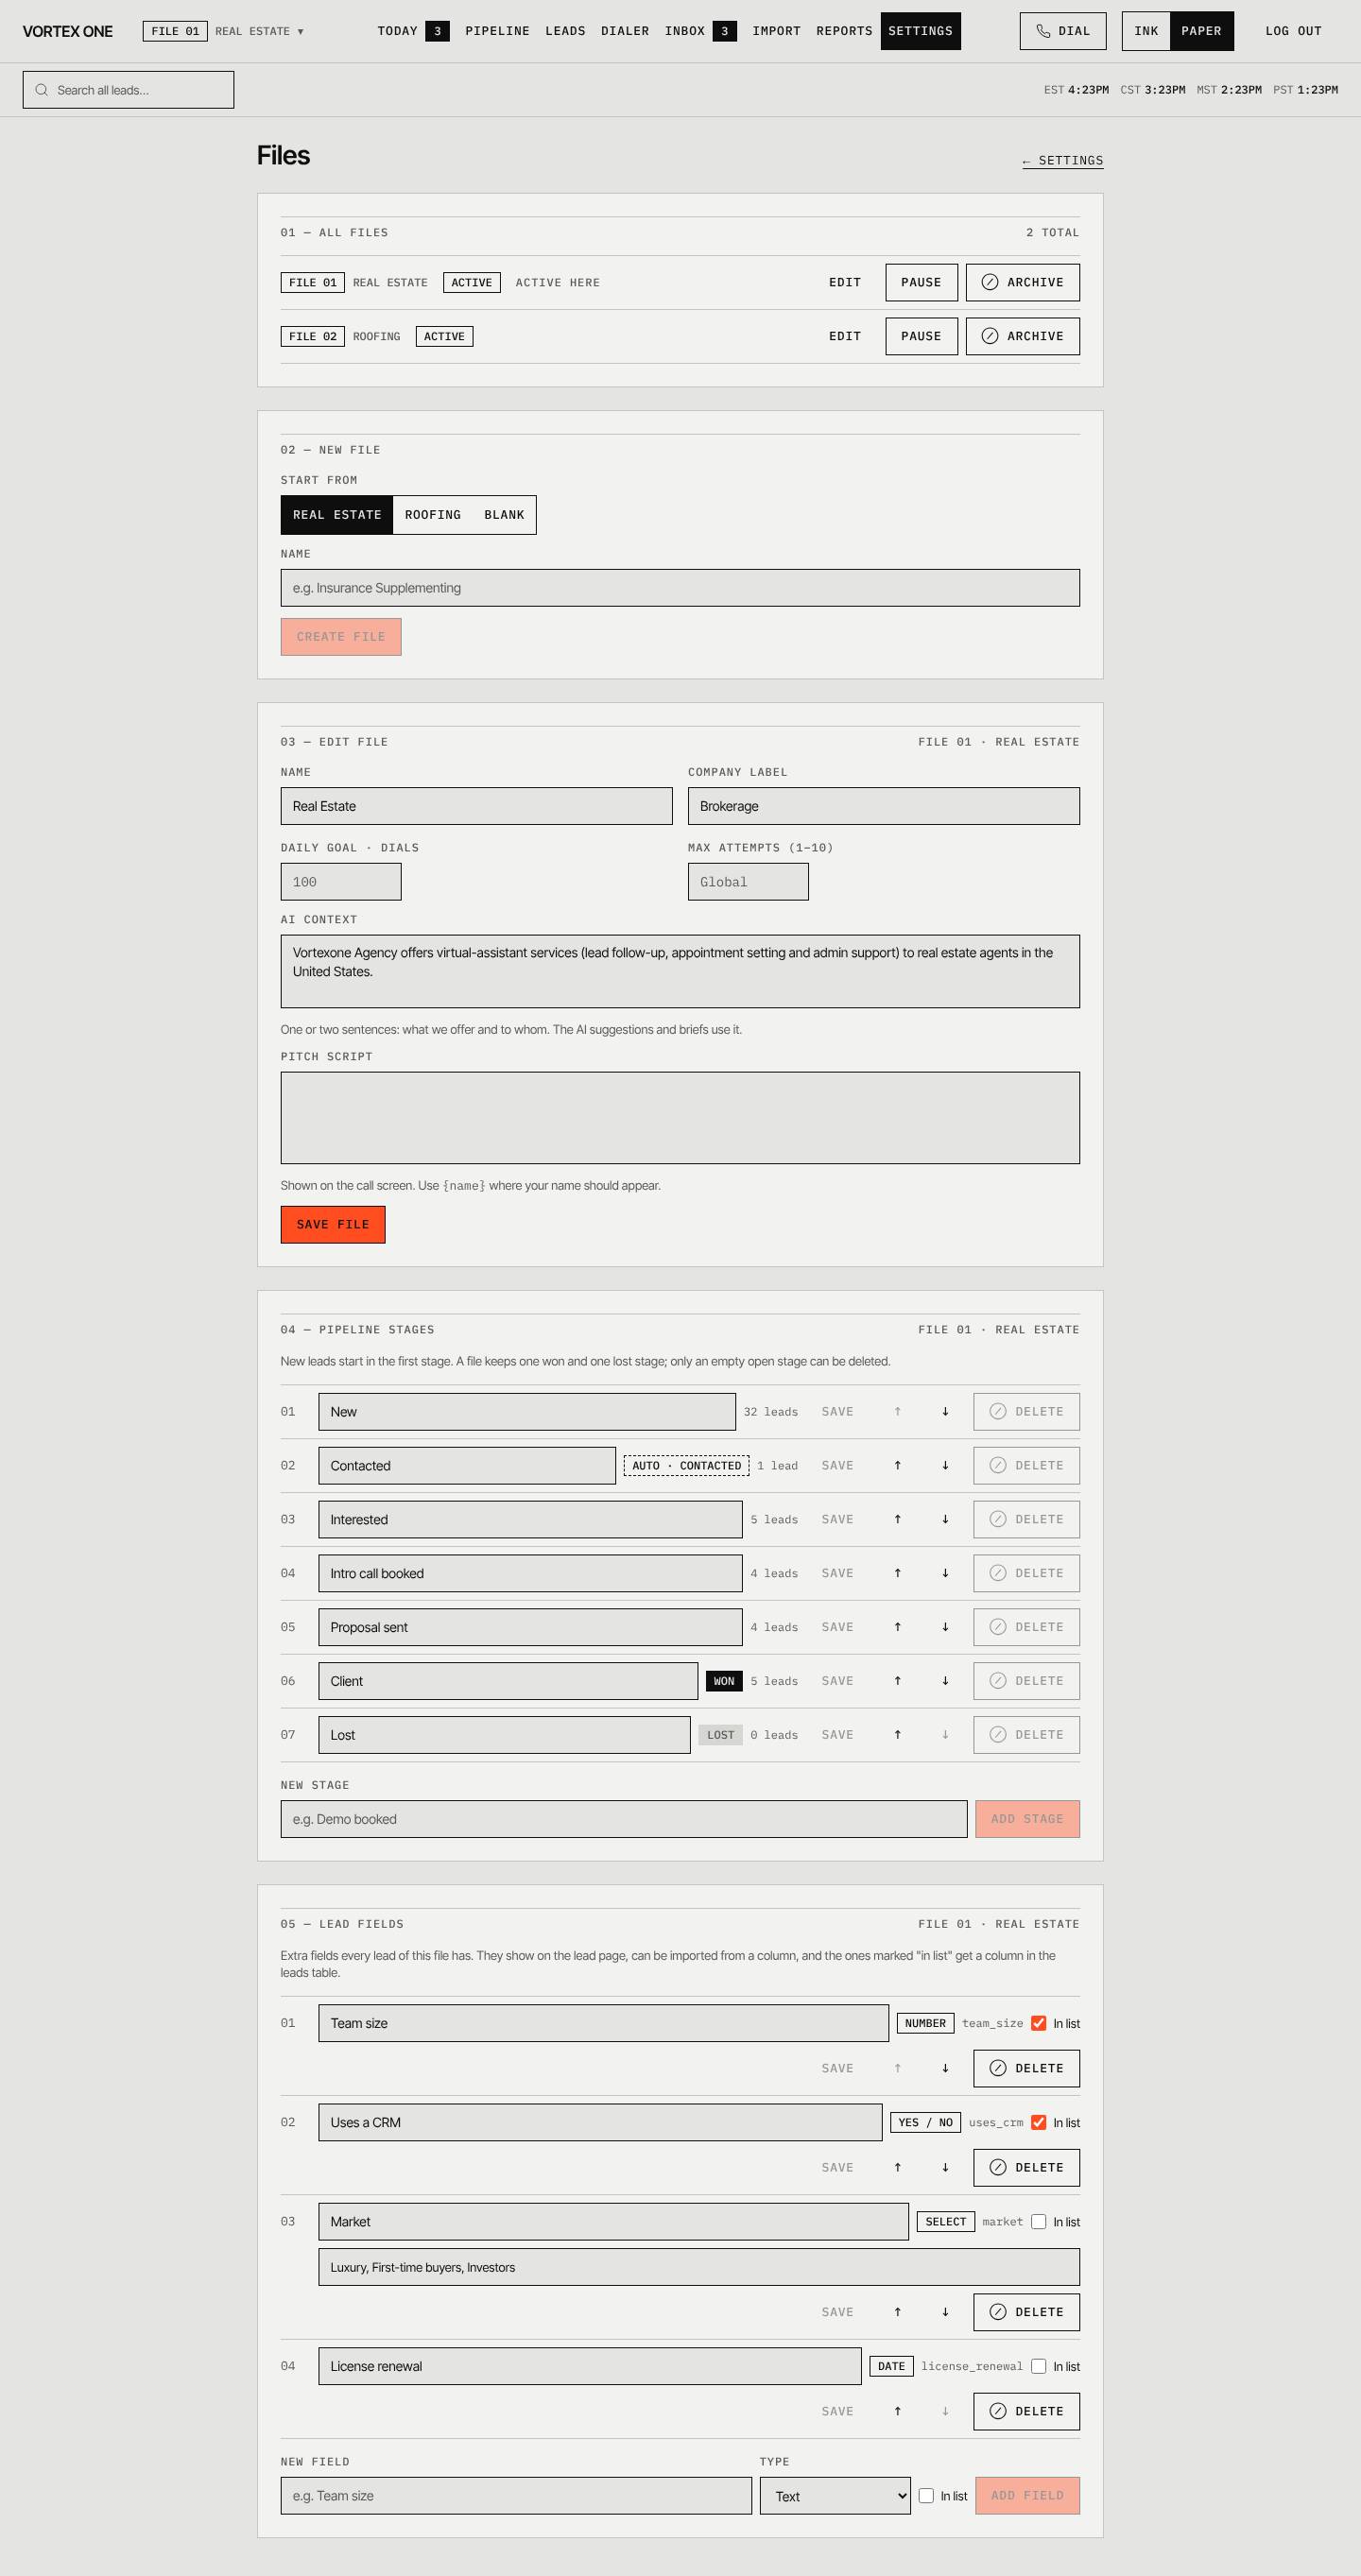 VORTEX ONE FILE 01 REAL ESTATE ▾ TODAY 3 PIPELINE LEADS DIALER INBOX 3 IMPORT REPORTS SETTINGS DIAL INK PAPER LOG OUT
Search all leads... EST 4:23PM CST 3:23PM MST 2:23PM PST 1:23PM
Files ← SETTINGS
01 — ALL FILES 2 TOTAL
FILE 01 REAL ESTATE ACTIVE ACTIVE HERE EDIT PAUSE ARCHIVE
FILE 02 ROOFING ACTIVE EDIT PAUSE ARCHIVE
02 — NEW FILE
START FROM
REAL ESTATE ROOFING BLANK
NAME
e.g. Insurance Supplementing
CREATE FILE
03 — EDIT FILE FILE 01 · REAL ESTATE
NAME COMPANY LABEL
Real Estate Brokerage
DAILY GOAL · DIALS MAX ATTEMPTS (1–10)
100 Global
AI CONTEXT
Vortexone Agency offers virtual-assistant services (lead follow-up, appointment setting and admin support) to real estate agents in the
United States.
One or two sentences: what we offer and to whom. The AI suggestions and briefs use it.
PITCH SCRIPT
Shown on the call screen. Use {name} where your name should appear.
SAVE FILE
04 — PIPELINE STAGES FILE 01 · REAL ESTATE
New leads start in the first stage. A file keeps one won and one lost stage; only an empty open stage can be deleted.
01 New 32 leads SAVE ↑ ↓ DELETE
02 Contacted AUTO · CONTACTED 1 lead SAVE ↑ ↓ DELETE
03 Interested 5 leads SAVE ↑ ↓ DELETE
04 Intro call booked 4 leads SAVE ↑ ↓ DELETE
05 Proposal sent 4 leads SAVE ↑ ↓ DELETE
06 Client WON 5 leads SAVE ↑ ↓ DELETE
07 Lost LOST 0 leads SAVE ↑ ↓ DELETE
NEW STAGE
e.g. Demo booked ADD STAGE
05 — LEAD FIELDS FILE 01 · REAL ESTATE
Extra fields every lead of this file has. They show on the lead page, can be imported from a column, and the ones marked "in list" get a column in the
leads table.
01 Team size NUMBER team_size In list
SAVE ↑ ↓ DELETE
02 Uses a CRM YES / NO uses_crm In list
SAVE ↑ ↓ DELETE
03 Market SELECT market In list
Luxury, First-time buyers, Investors
SAVE ↑ ↓ DELETE
04 License renewal DATE license_renewal In list
SAVE ↑ ↓ DELETE
NEW FIELD TYPE
e.g. Team size Text In list ADD FIELD